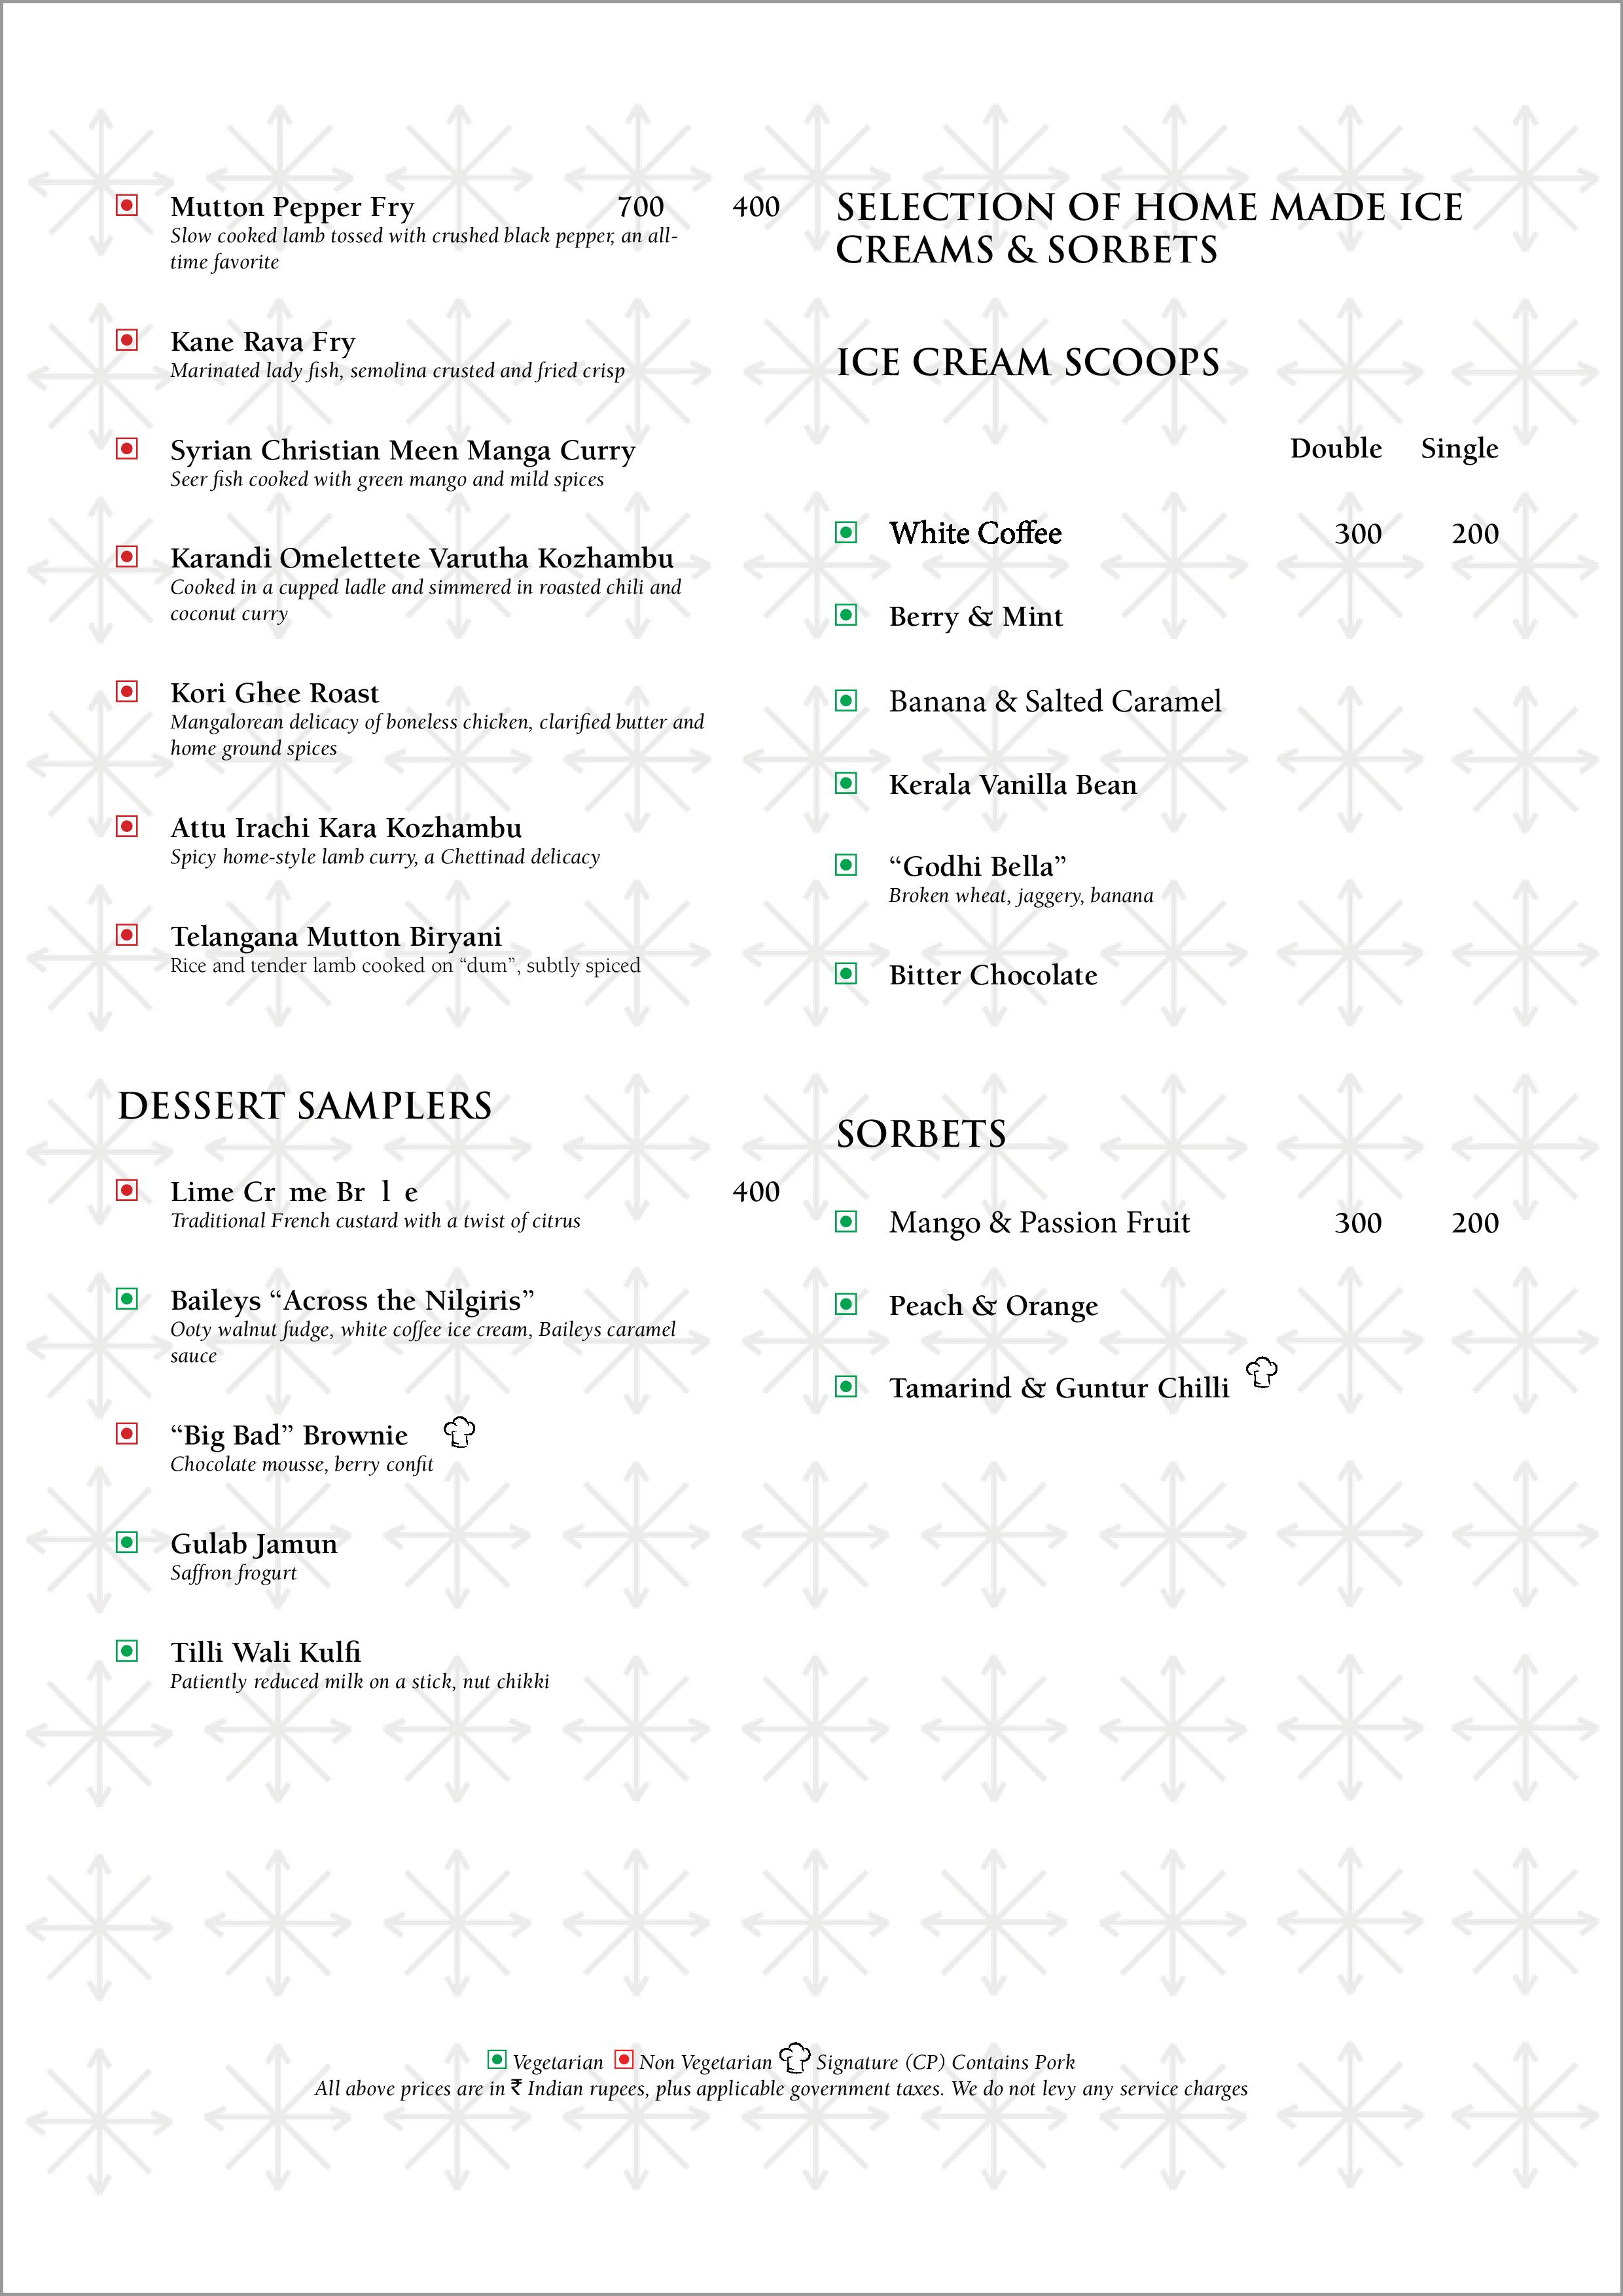 Mutton Pepper Fry 700 400
Slow cooked lamb tossed with crushed black pepper, an all-
time favorite
Kane Rava Fry
Marinated lady fish, semolina crusted and fried crisp
Syrian Christian Meen Manga Curry
Seer fish cooked with green mango and mild spices
Karandi Omelettete Varutha Kozhambu
Cooked in a cupped ladle and simmered in roasted chili and
coconut curry
Kori Ghee Roast
Mangalorean delicacy of boneless chicken, clarified butter and
home ground spices
Attu Irachi Kara Kozhambu
Spicy home-style lamb curry, a Chettinad delicacy
Telangana Mutton Biryani
Rice and tender lamb cooked on “dum”, subtly spiced
DESSERT SAMPLERS
Lime Cr me Br l e 400
Traditional French custard with a twist of citrus
Baileys “Across the Nilgiris”
Ooty walnut fudge, white coffee ice cream, Baileys caramel
sauce
“Big Bad” Brownie
Chocolate mousse, berry confit
Gulab Jamun
Saffron frogurt
Tilli Wali Kulfi
Patiently reduced milk on a stick, nut chikki
SELECTION OF HOME MADE ICE
CREAMS & SORBETS
ICE CREAM SCOOPS
Double Single
White Coffee 300 200
Berry & Mint
Banana & Salted Caramel
Kerala Vanilla Bean
“Godhi Bella”
Broken wheat, jaggery, banana
Bitter Chocolate
SORBETS
Mango & Passion Fruit 300 200
Peach & Orange
Tamarind & Guntur Chilli
Vegetarian Non Vegetarian Signature (CP) Contains Pork
All above prices are in ₹ Indian rupees, plus applicable government taxes. We do not levy any service charges